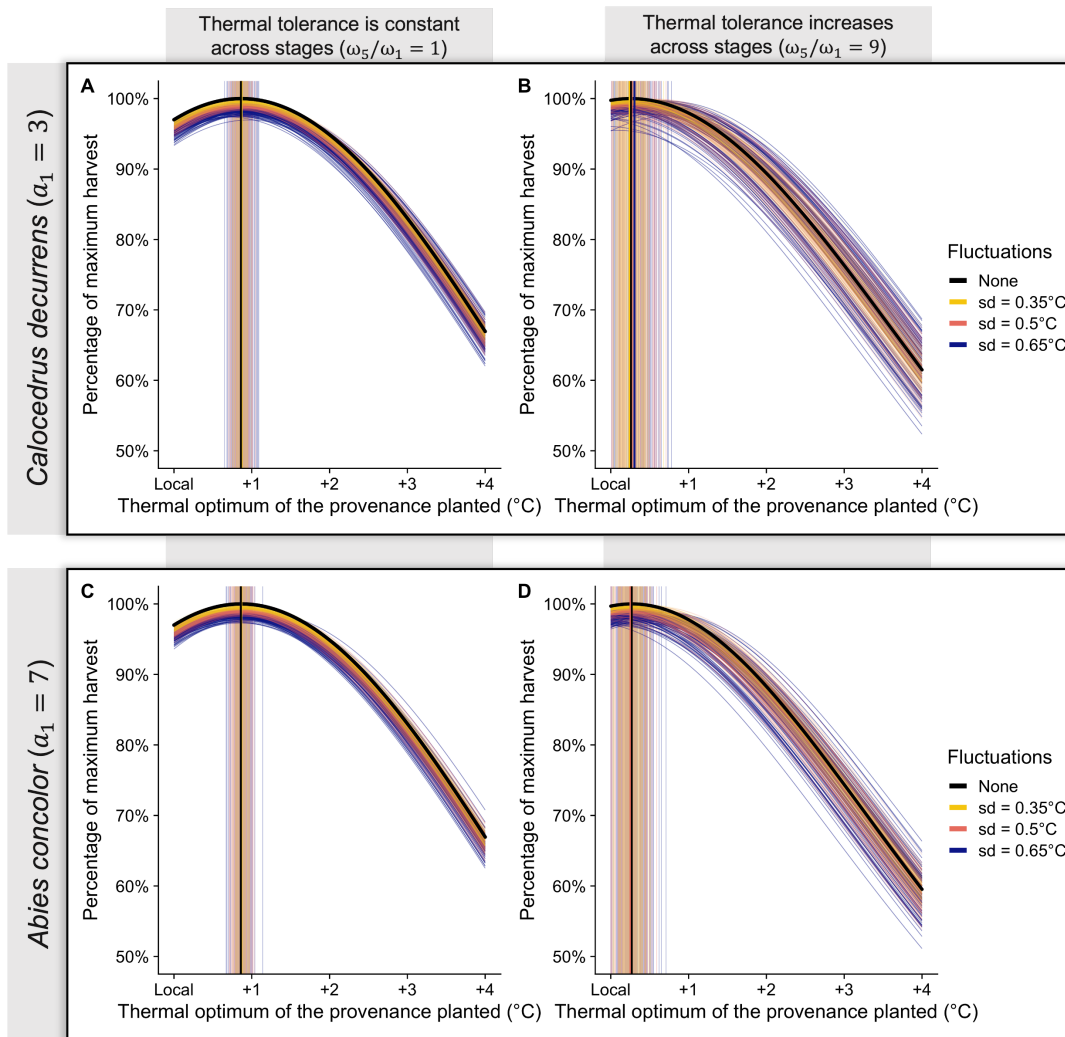 Thermal tolerance is constant
across stages (ω₅/ω₁ = 1)
Thermal tolerance increases
across stages (ω₅/ω₁ = 9)
Calocedrus decurrens (a₁ = 3)
A
100%
90%
80%
70%
60%
50%
Percentage of maximum harvest
Local
+1
+2
+3
+4
Thermal optimum of the provenance planted (°C)
B
100%
90%
80%
70%
60%
50%
Percentage of maximum harvest
Local
+1
+2
+3
+4
Thermal optimum of the provenance planted (°C)
Fluctuations
None
sd = 0.35°C
sd = 0.5°C
sd = 0.65°C
Abies concolor (a₁ = 7)
C
100%
90%
80%
70%
60%
50%
Percentage of maximum harvest
Local
+1
+2
+3
+4
Thermal optimum of the provenance planted (°C)
D
100%
90%
80%
70%
60%
50%
Percentage of maximum harvest
Local
+1
+2
+3
+4
Thermal optimum of the provenance planted (°C)
Fluctuations
None
sd = 0.35°C
sd = 0.5°C
sd = 0.65°C